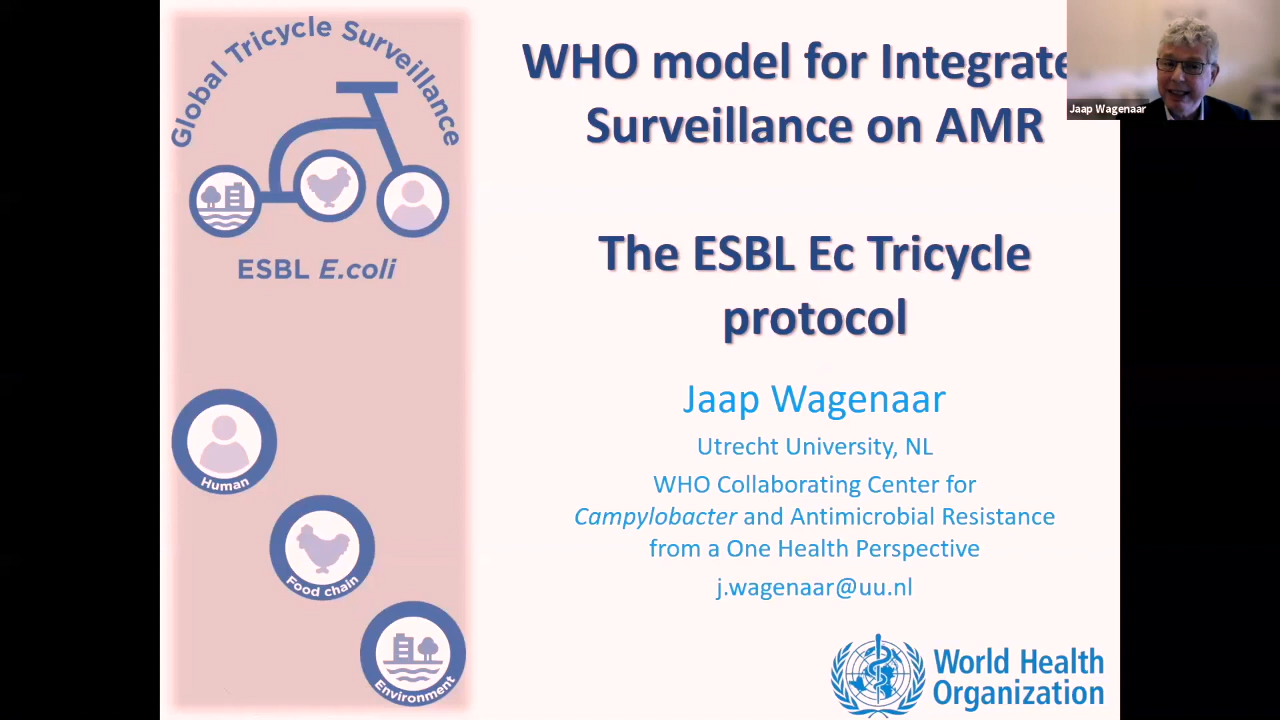 Global Tricycle Surveillance
ESBL E.coli
Human
Food chain
Environment
WHO model for Integrate
Surveillance on AMR
The ESBL Ec Tricycle
protocol
Jaap Wagenaar
Utrecht University, NL
WHO Collaborating Center for
Campylobacter and Antimicrobial Resistance
from a One Health Perspective
j.wagenaar@uu.nl
World Health
Organization
Jaap Wagenaar